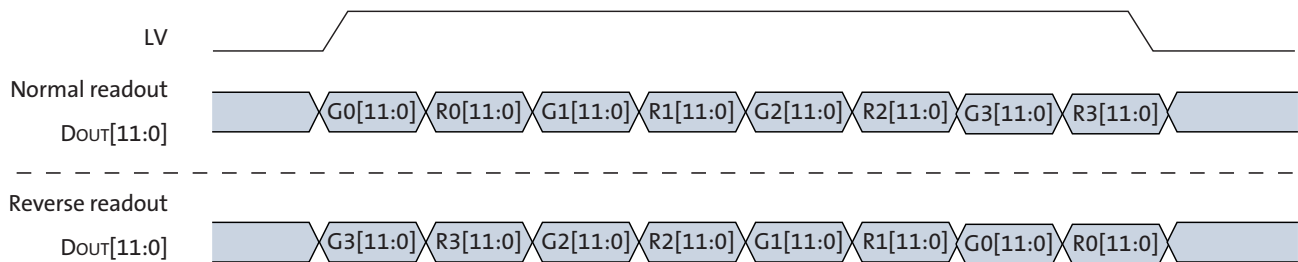 LV
Normal readout
DOUT[11:0]
G0[11:0] R0[11:0] G1[11:0] R1[11:0] G2[11:0] R2[11:0] G3[11:0] R3[11:0]
Reverse readout
DOUT[11:0]
G3[11:0] R3[11:0] G2[11:0] R2[11:0] G1[11:0] R1[11:0] G0[11:0] R0[11:0]